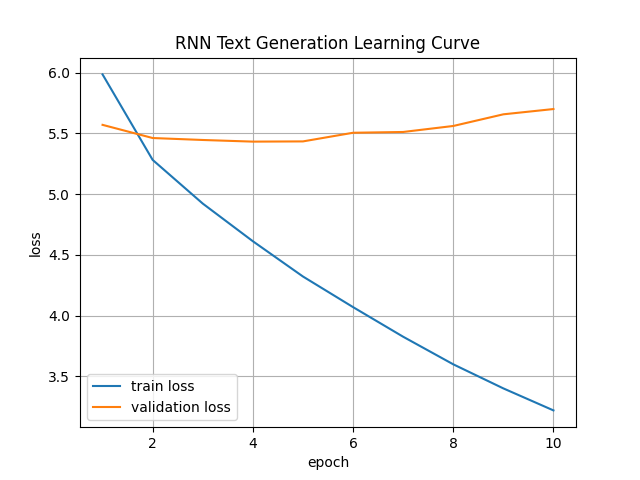 RNN Text Generation Learning Curve
6.0
5.5
5.0
4.5
4.0
3.5
loss
train loss
validation loss
2 4 6 8 10
epoch